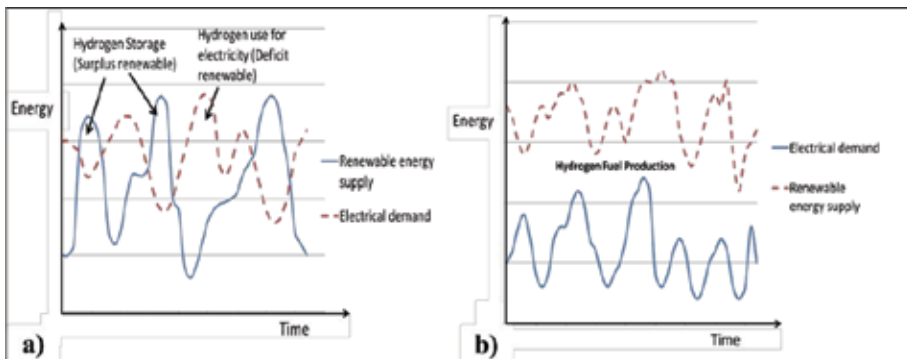 Hydrogen Storage
(Surplus renewable)
Hydrogen use for
electricity (Deficit
renewable)
Energy
Renewable energy
supply
Electrical demand
Time
a)
Energy
Hydrogen Fuel Production
Electrical demand
Renewable
energy supply
Time
b)